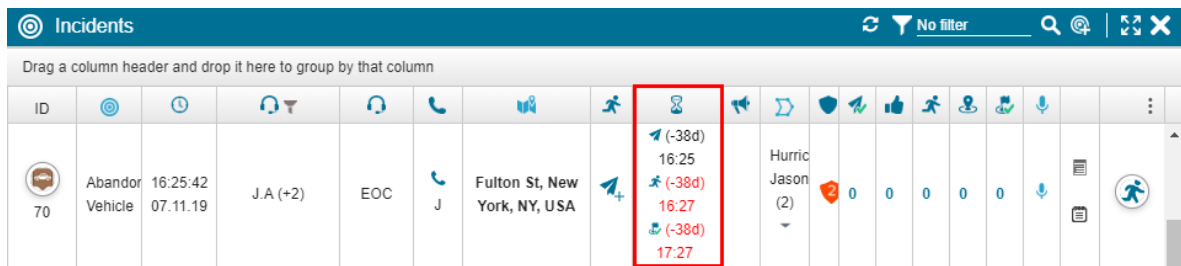 Incidents
No filter
Drag a column header and drop it here to group by that column
ID
70
Abandor
Vehicle
16:25:42
07.11.19
J.A (+2)
EOC
J
Fulton St, New
York, NY, USA
(-38d)
16:25
(-38d)
16:27
(-38d)
17:27
Hurric
Jason
(2)
2
0
0
0
0
0